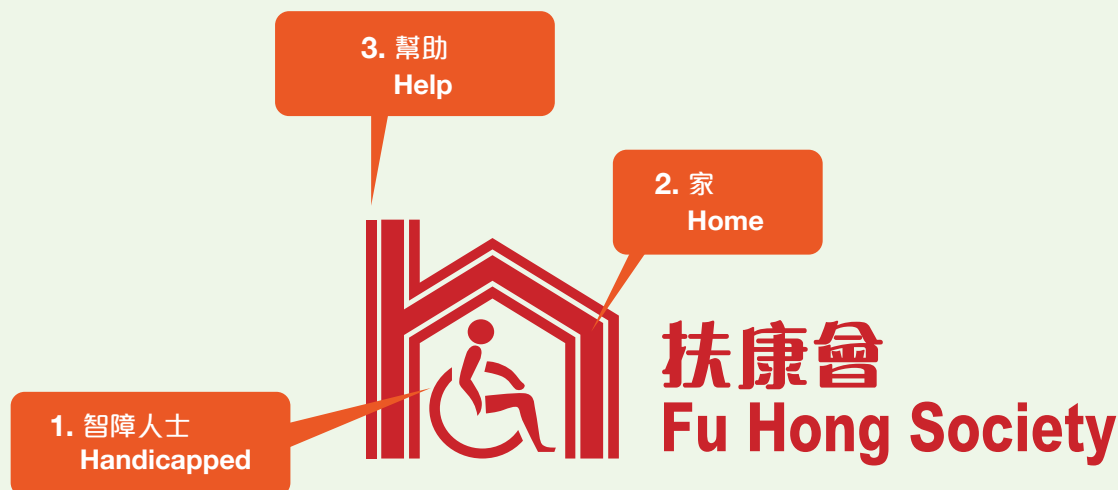 3. 幫助
Help
2. 家
Home
扶康會
Fu Hong Society
1. 智障人士
Handicapped